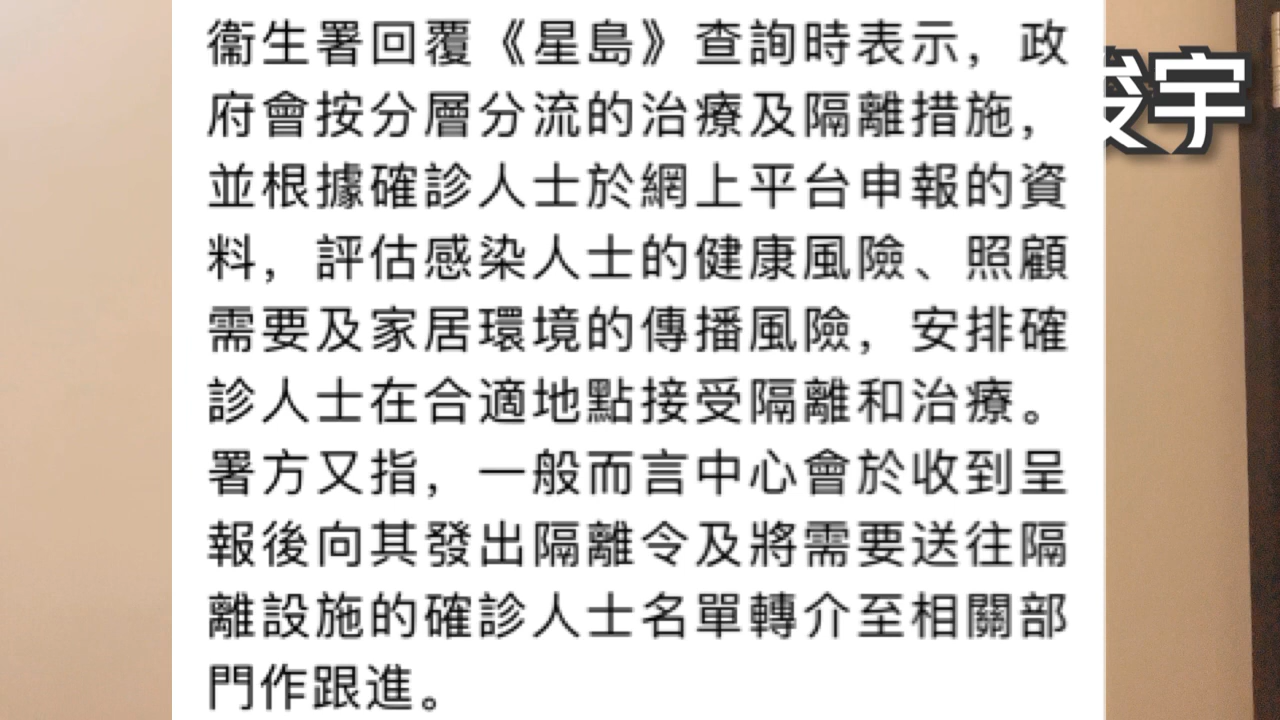 衞生署回覆《星島》查詢時表示，政
府會按分層分流的治療及隔離措施，
並根據確診人士於網上平台申報的資
料，評估感染人士的健康風險、照顧
需要及家居環境的傳播風險，安排確
診人士在合適地點接受隔離和治療。
署方又指，一般而言中心會於收到呈
報後向其發出隔離令及將需要送往隔
離設施的確診人士名單轉介至相關部
門作跟進。
宇